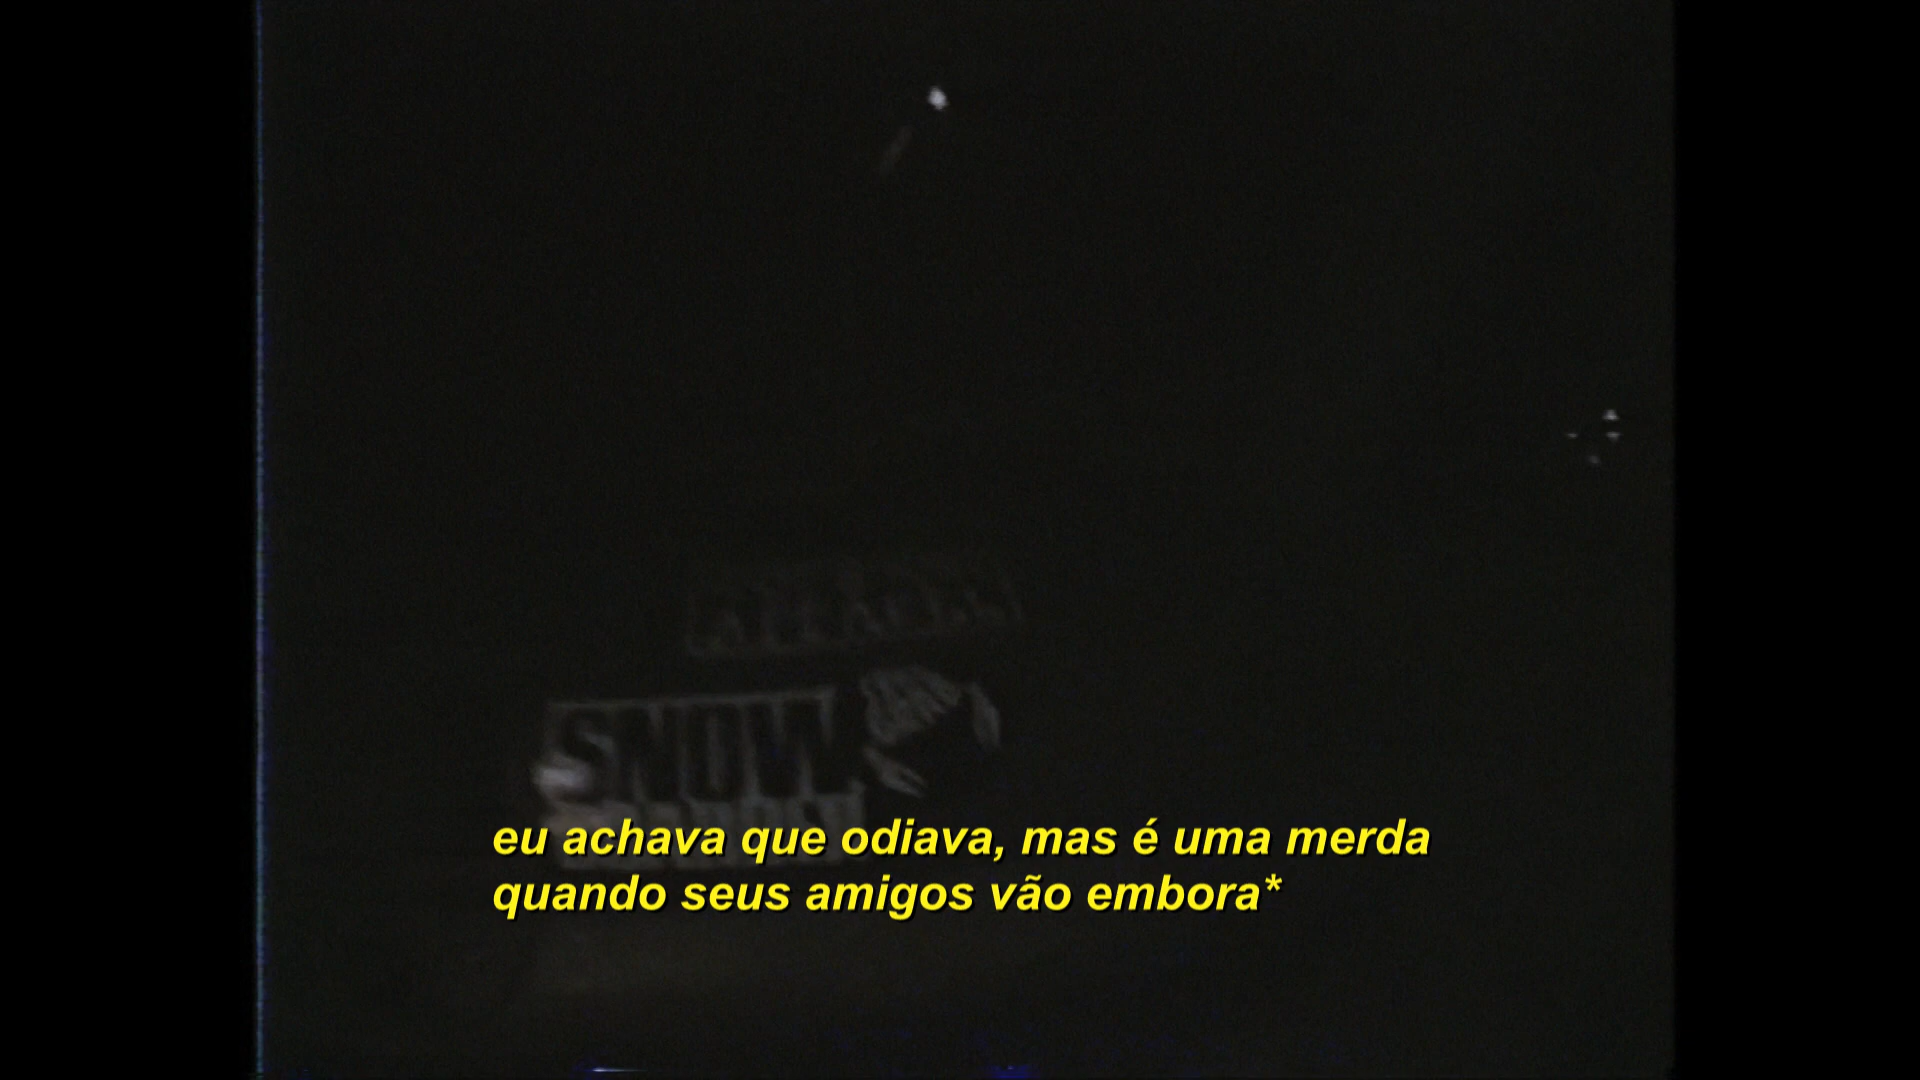 SNOW
eu achava que odiava, mas é uma merda
quando seus amigos vão embora*